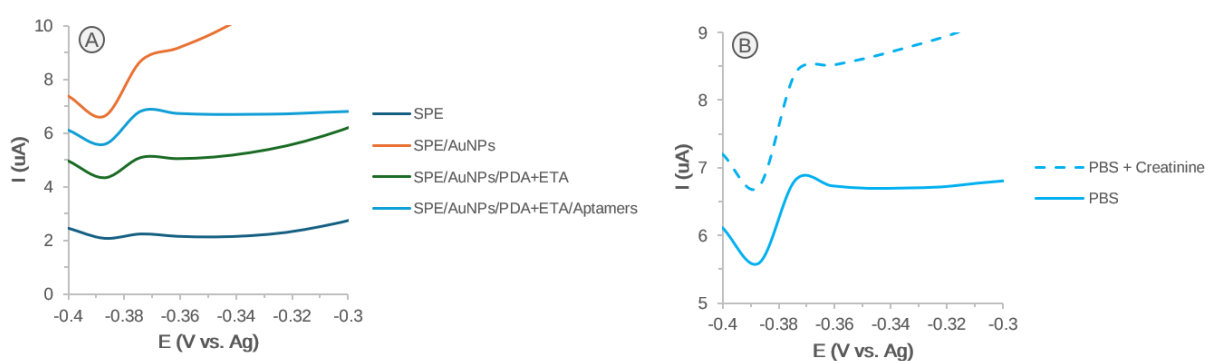 A
I (uA)
10
8
6
4
2
0
-0.4
-0.38
-0.36
-0.34
-0.32
-0.3
E (V vs. Ag)
SPE
SPE/AuNPs
SPE/AuNPs/PDA+ETA
SPE/AuNPs/PDA+ETA/Aptamers
B
I (uA)
9
8
7
6
5
-0.4
-0.38
-0.36
-0.34
-0.32
-0.3
E (V vs. Ag)
PBS + Creatinine
PBS